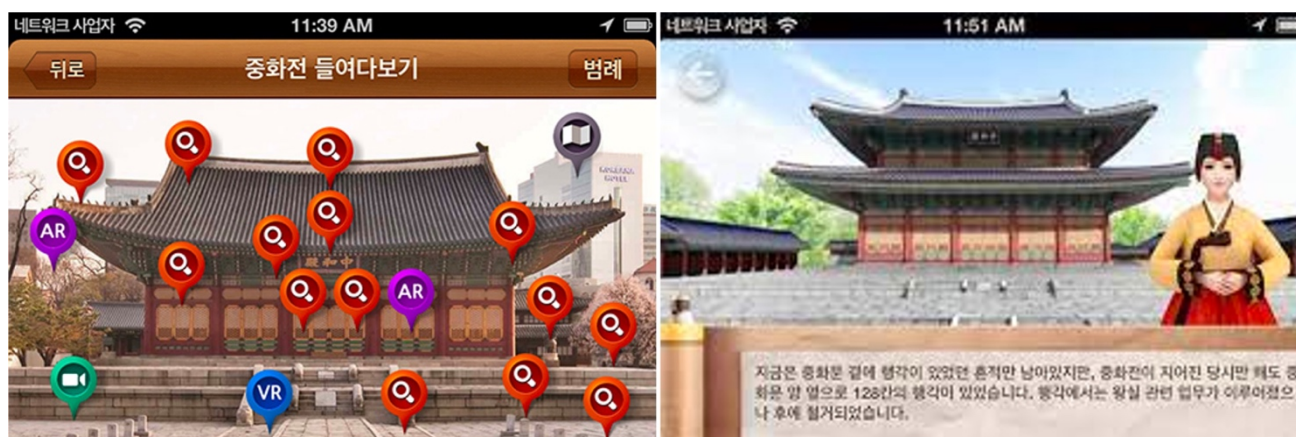 네트워크 사업자
11:39 AM
뒤로
중화전 들여다보기
범례
AR
AR
VR
中和殿
네트워크 사업자
11:51 AM
지금은 중화문 곁에 행각이 있었던 흔적만 남아있지만, 중화전이 지어진 당시만 해도 중
화문 양 옆으로 128칸의 행각이 있었습니다. 행각에서는 왕실 관련 업무가 이루어졌으
나 후에 철거되었습니다.